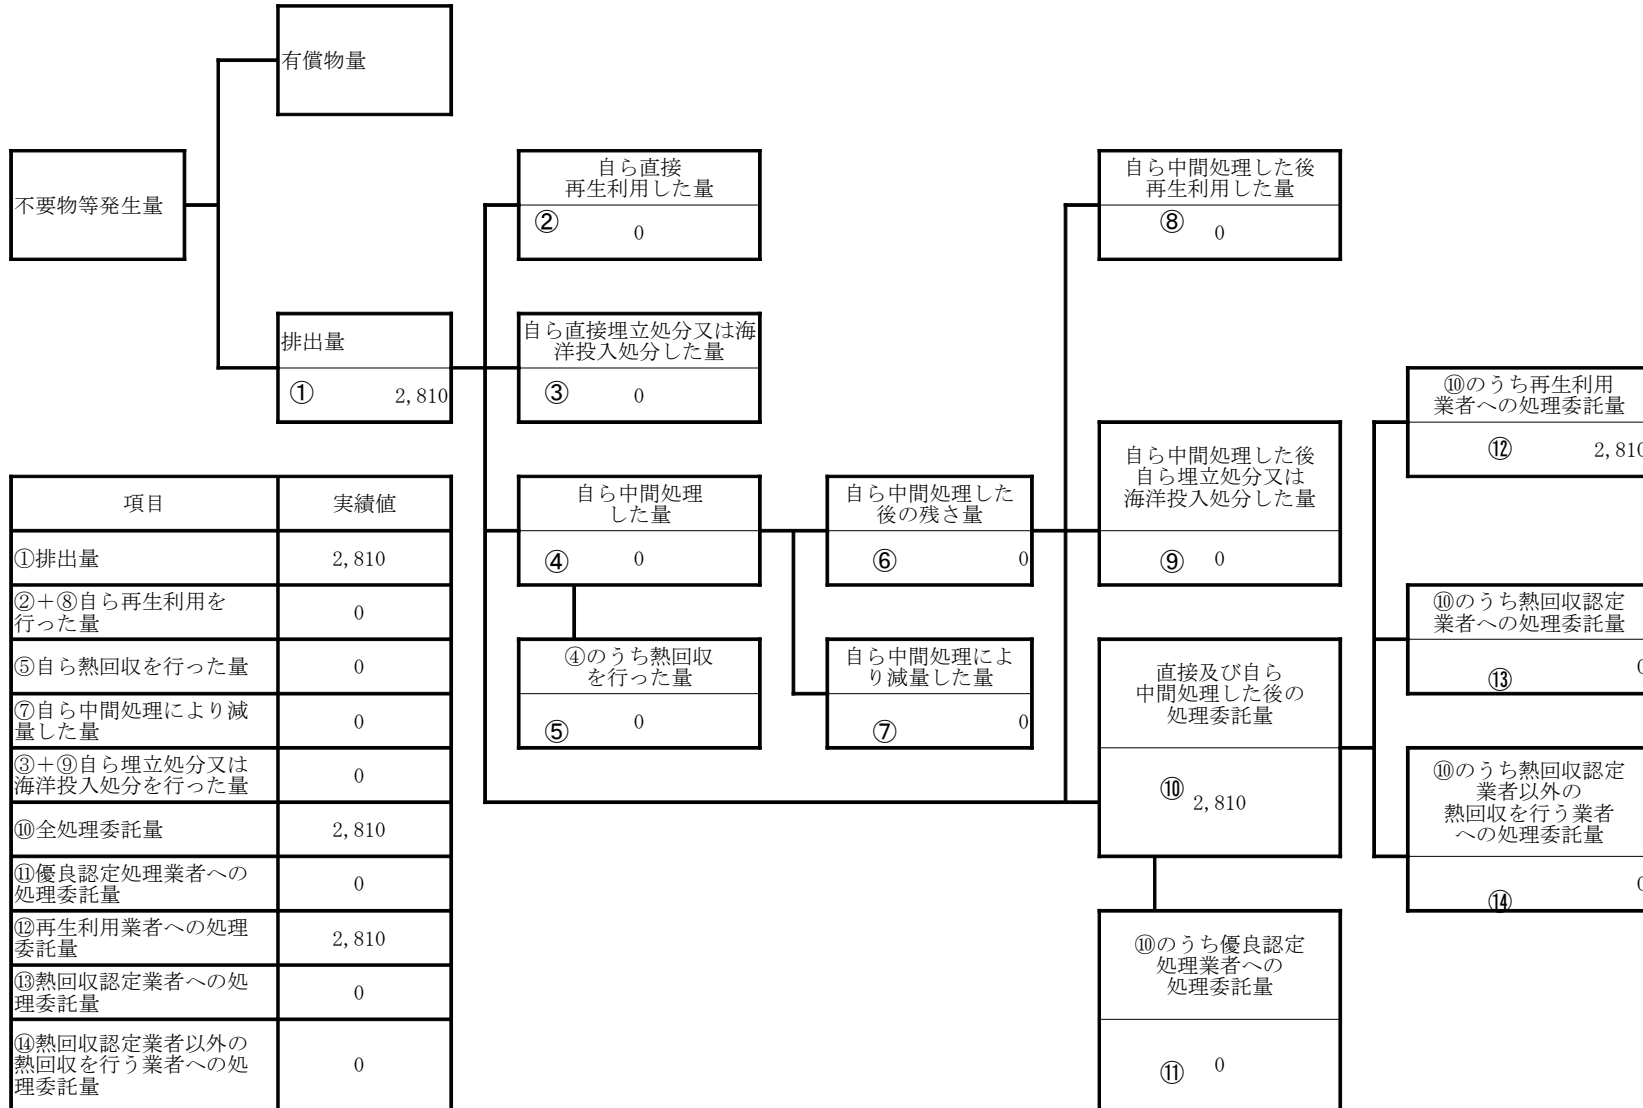 有償物量
不要物等発生量
自ら直接
再生利用した量
②
0
自ら中間処理した後
再生利用した量
⑧
0
排出量
①
2,810
自ら直接埋立処分又は海
洋投入処分した量
③
0
⑩のうち再生利用
業者への処理委託量
⑫
2,810
自ら中間処理
した量
④
0
自ら中間処理した
後の残さ量
⑥
0
自ら中間処理した後
自ら埋立処分又は
海洋投入処分した量
⑨
0
⑩のうち熱回収認定
業者への処理委託量
⑬
0
④のうち熱回収
を行った量
⑤
0
自ら中間処理によ
り減量した量
⑦
0
直接及び自ら
中間処理した後の
処理委託量
⑩
2,810
⑩のうち熱回収認定
業者以外の
熱回収を行う業者
への処理委託量
⑭
0
⑩のうち優良認定
処理業者への
処理委託量
⑪
0
項目
実績値
①排出量
2,810
②+⑧自ら再生利用を
行った量
0
⑤自ら熱回収を行った量
0
⑦自ら中間処理により減
量した量
0
③+⑨自ら埋立処分又は
海洋投入処分を行った量
0
⑩全処理委託量
2,810
⑪優良認定処理業者への
処理委託量
0
⑫再生利用業者への処理
委託量
2,810
⑬熱回収認定業者への処
理委託量
0
⑭熱回収認定業者以外の
熱回収を行う業者への処
理委託量
0